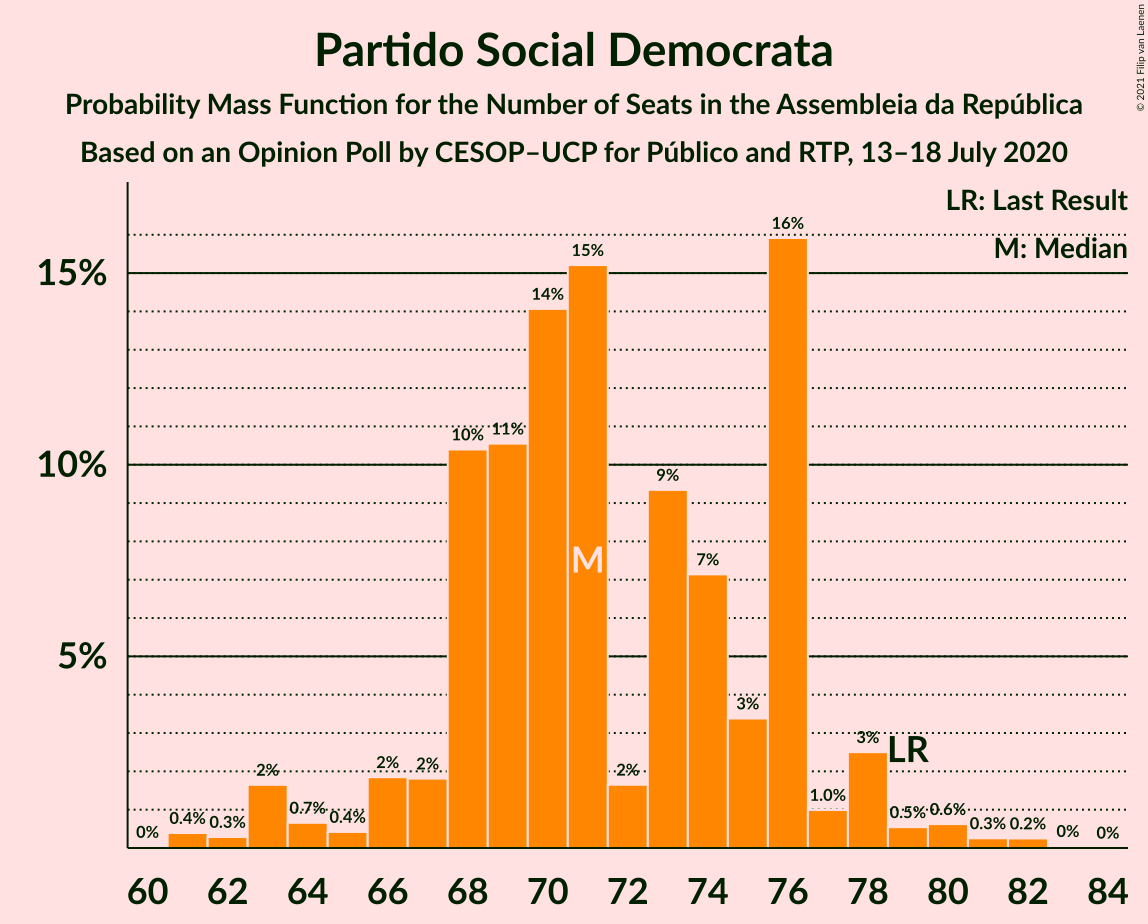 Partido Social Democrata
Probability Mass Function for the Number of Seats in the Assembleia da República
Based on an Opinion Poll by CESOP–UCP for Público and RTP, 13–18 July 2020
© 2021 Filip van Laenen
LR: Last Result
M: Median
15%
10%
5%
0% 0.4% 0.3% 2% 0.7% 0.4% 2% 2% 10% 11% 14% 15% 2% 9% 7% 3% 16% 1.0% 3% 0.5% 0.6% 0.3% 0.2% 0% 0%
M
LR
60 62 64 66 68 70 72 74 76 78 80 82 84